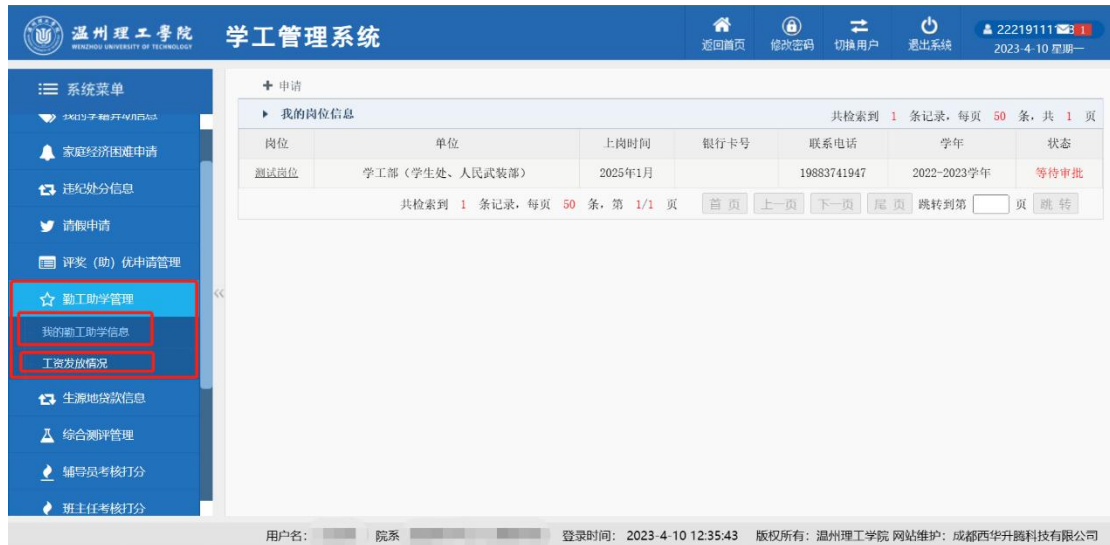 温州理工學院 学工管理系统
WENZHOU UNIVERSITY OF TECHNOLOGY
返回首页 修改密码 切换用户 退出系统
1
2023-4-10 星期一
系统菜单
家庭经济困难申请
违纪处分信息
请假申请
评奖（助）优申请管理
勤工助学管理
我的勤工助学信息
工资发放情况
生源地贷款信息
综合测评管理
辅导员考核打分
班主任考核打分
申请
我的岗位信息 共检索到 1 条记录，每页 50 条，共 1 页
岗位 单位 上岗时间 银行卡号 联系电话 学年 状态
测试岗位 学工部（学生处、人民武装部） 2025年1月 19883741947 2022-2023学年 等待审批
共检索到 1 条记录，每页 50 条，第 1/1 页 首 页 上一页 下一页 尾 页 跳转到第 页 跳 转
用户名： 院系 登录时间：2023-4-10 12:35:43 版权所有：温州理工学院 网站维护：成都西华升腾科技有限公司